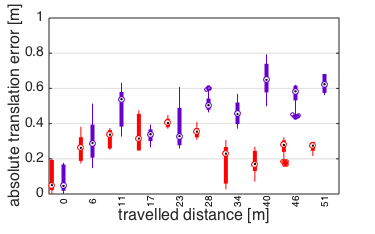 absolute translation error [m]
1
0.8
0.6
0.4
0.2
0
0 6 11 17 23 28 34 40 46 51
travelled distance [m]